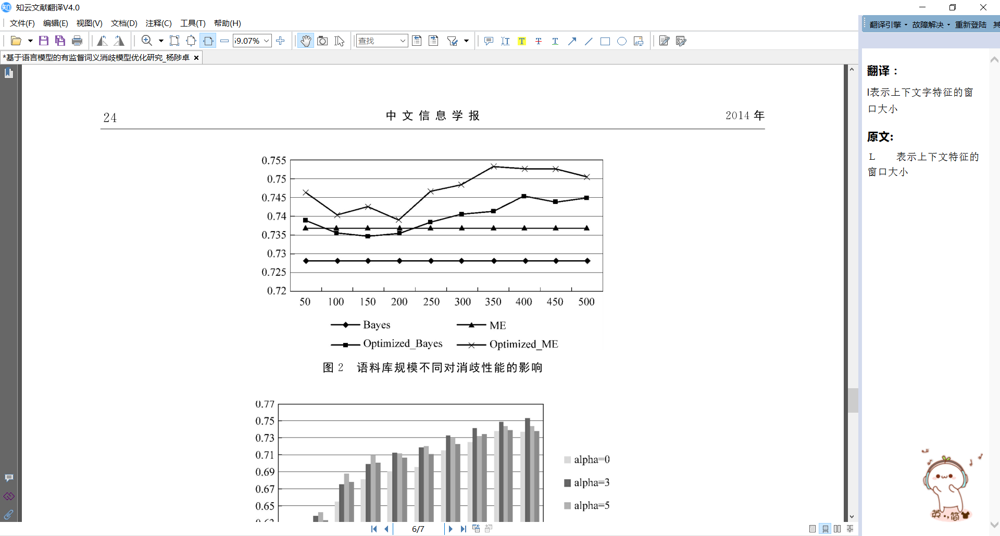 知云文献翻译V4.0
文件(F) 编辑(E) 视图(V) 文档(D) 注释(C) 工具(T) 帮助(H)
翻译引擎 故障解决 重新登陆 其
59.07% 查找
*基于语言模型的有监督词义消歧模型优化研究_杨陟卓
24 中文信息学报 2014年
0.755
0.75
0.745
0.74
0.735
0.73
0.725
0.72
50 100 150 200 250 300 350 400 450 500
Bayes ME
Optimized_Bayes Optimized_ME
图 2 语料库规模不同对消歧性能的影响
0.77
0.75
0.73
0.71
0.69
0.67
0.65
alpha=0
alpha=3
alpha=5
6/7
翻译：
l表示上下文字特征的窗
口大小
原文:
L 表示上下文特征的
窗口大小
英 简